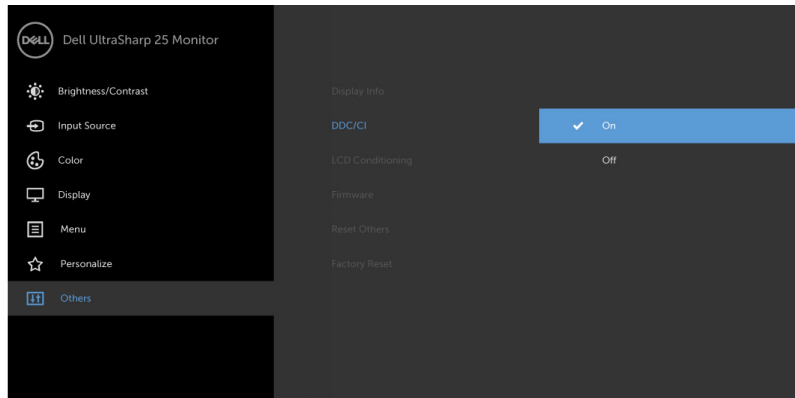 DELL
Dell UltraSharp 25 Monitor
Brightness/Contrast
Input Source
Color
Display
Menu
Personalize
Others
Display Info
DDC/CI
LCD Conditioning
Firmware
Reset Others
Factory Reset
On
Off